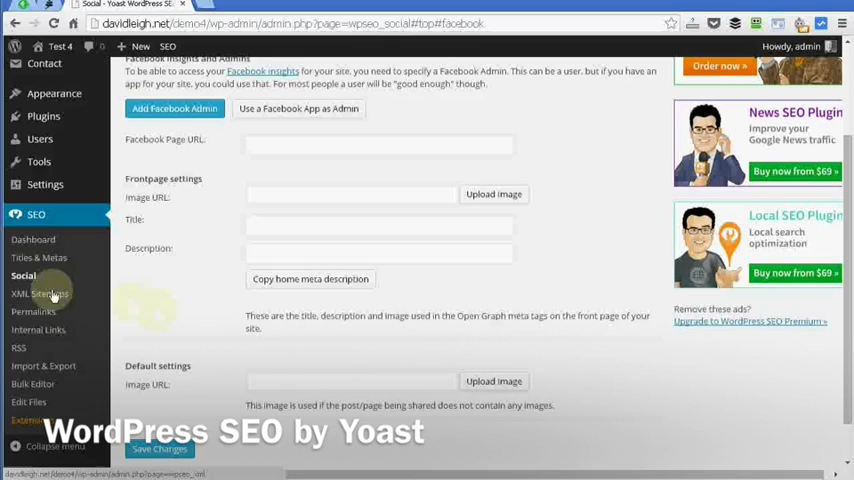 Social - Yoast WordPress SEO
davidleigh.net/demo4/wp-admin/admin.php?page=wpseo_social#top#facebook
Test 4 0 New SEO Howdy, admin
Contact
Appearance
Plugins
Users
Tools
Settings
SEO
Dashboard
Titles & Metas
Social
XML Sitemaps
Permalinks
Internal Links
RSS
Import & Export
Bulk Editor
Edit Files
Collapse menu
Facebook Insights and Admins
To be able to access your Facebook Insights for your site, you need to specify a Facebook Admin. This can be a user, but if you have an
app for your site, you could use that. For most people a user will be "good enough" though.
Add Facebook Admin Use a Facebook App as Admin
Facebook Page URL:
Frontpage settings
Image URL: Upload Image
Title:
Description:
Copy home meta description
These are the title, description and image used in the Open Graph meta tags on the front page of your
site.
Default settings
Image URL: Upload Image
This image is used if the post/page being shared does not contain any images.
Save Changes
Order now »
News SEO Plugin
Improve your
Google News traffic
Buy now from $69 »
Local SEO Plugin
Local search
optimization
Buy now from $69 »
Remove these ads?
Upgrade to WordPress SEO Premium »
WordPress SEO by Yoast
davidleigh.net/demo4/wp-admin/admin.php?page=wpseo_xml